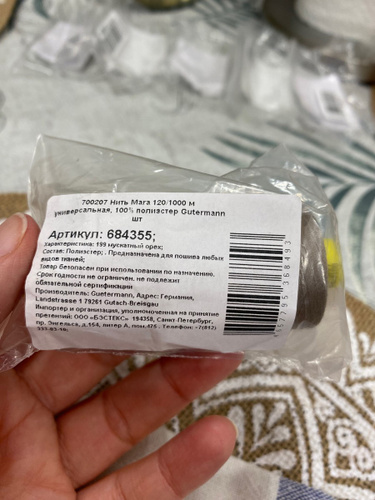 700207 Нить Mara 120/1000 м
универсальная, 100% полиэстер Gutermann
шт
Артикул: 684355;
Характеристика: 199 мускатный орех;
Состав: Полиэстер; . Предназначена для пошива любых
видов тканей;
Товар безопасен при использовании по назначению.
Срок годности не ограничен, не подлежит
обязательной сертификации
Производитель: Guetermann, Адрес: Германия,
Landstrasse 1 79261 Gutach-Breisgau
Импортер и организация, уполномоченная на принятие
претензий: ООО «БЭСТЕКС» 194358, Санкт-Петербург,
пр. Энгельса, д.154, литер А, пом.475 . Телефон: +7(812)